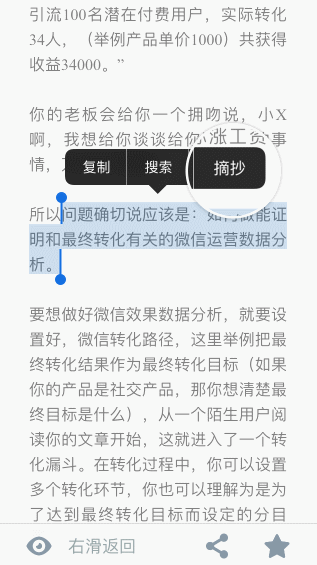 引流100名潜在付费用户，实际转化
34人，（举例产品单价1000）共获得
收益34000。”
你的老板会给你一个拥吻说，小X
啊，我想给你谈谈给你涨工资事
情，
复制 搜索 摘抄
所以问题确切说应该是：如何做能证
明和最终转化有关的微信运营数据分
析。
要想做好微信效果数据分析，就要设
置好，微信转化路径，这里举例把最
终转化结果作为最终转化目标（如果
你的产品是社交产品，那你想清楚最
终目标是什么），从一个陌生用户阅
读你的文章开始，这就进入了一个转
化漏斗。在转化过程中，你可以设置
多个转化环节，你也可以理解为是为
了达到最终转化目标而设定的分目
右滑返回